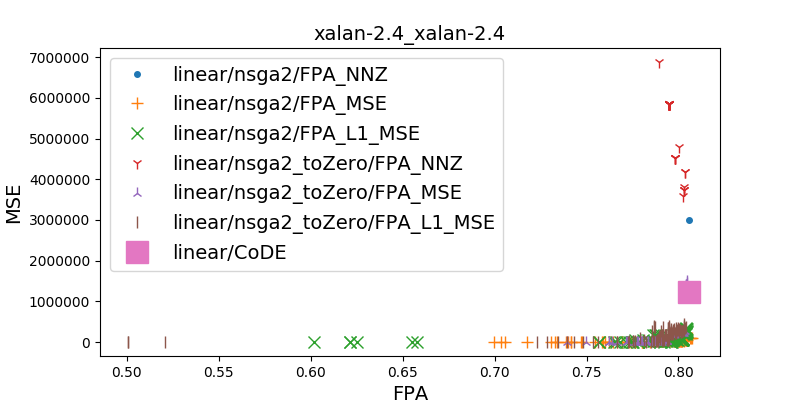 xalan-2.4_xalan-2.4
7000000
6000000
5000000
4000000
3000000
2000000
1000000
0
MSE
linear/nsga2/FPA_NNZ
linear/nsga2/FPA_MSE
linear/nsga2/FPA_L1_MSE
linear/nsga2_toZero/FPA_NNZ
linear/nsga2_toZero/FPA_MSE
linear/nsga2_toZero/FPA_L1_MSE
linear/CoDE
0.50 0.55 0.60 0.65 0.70 0.75 0.80
FPA